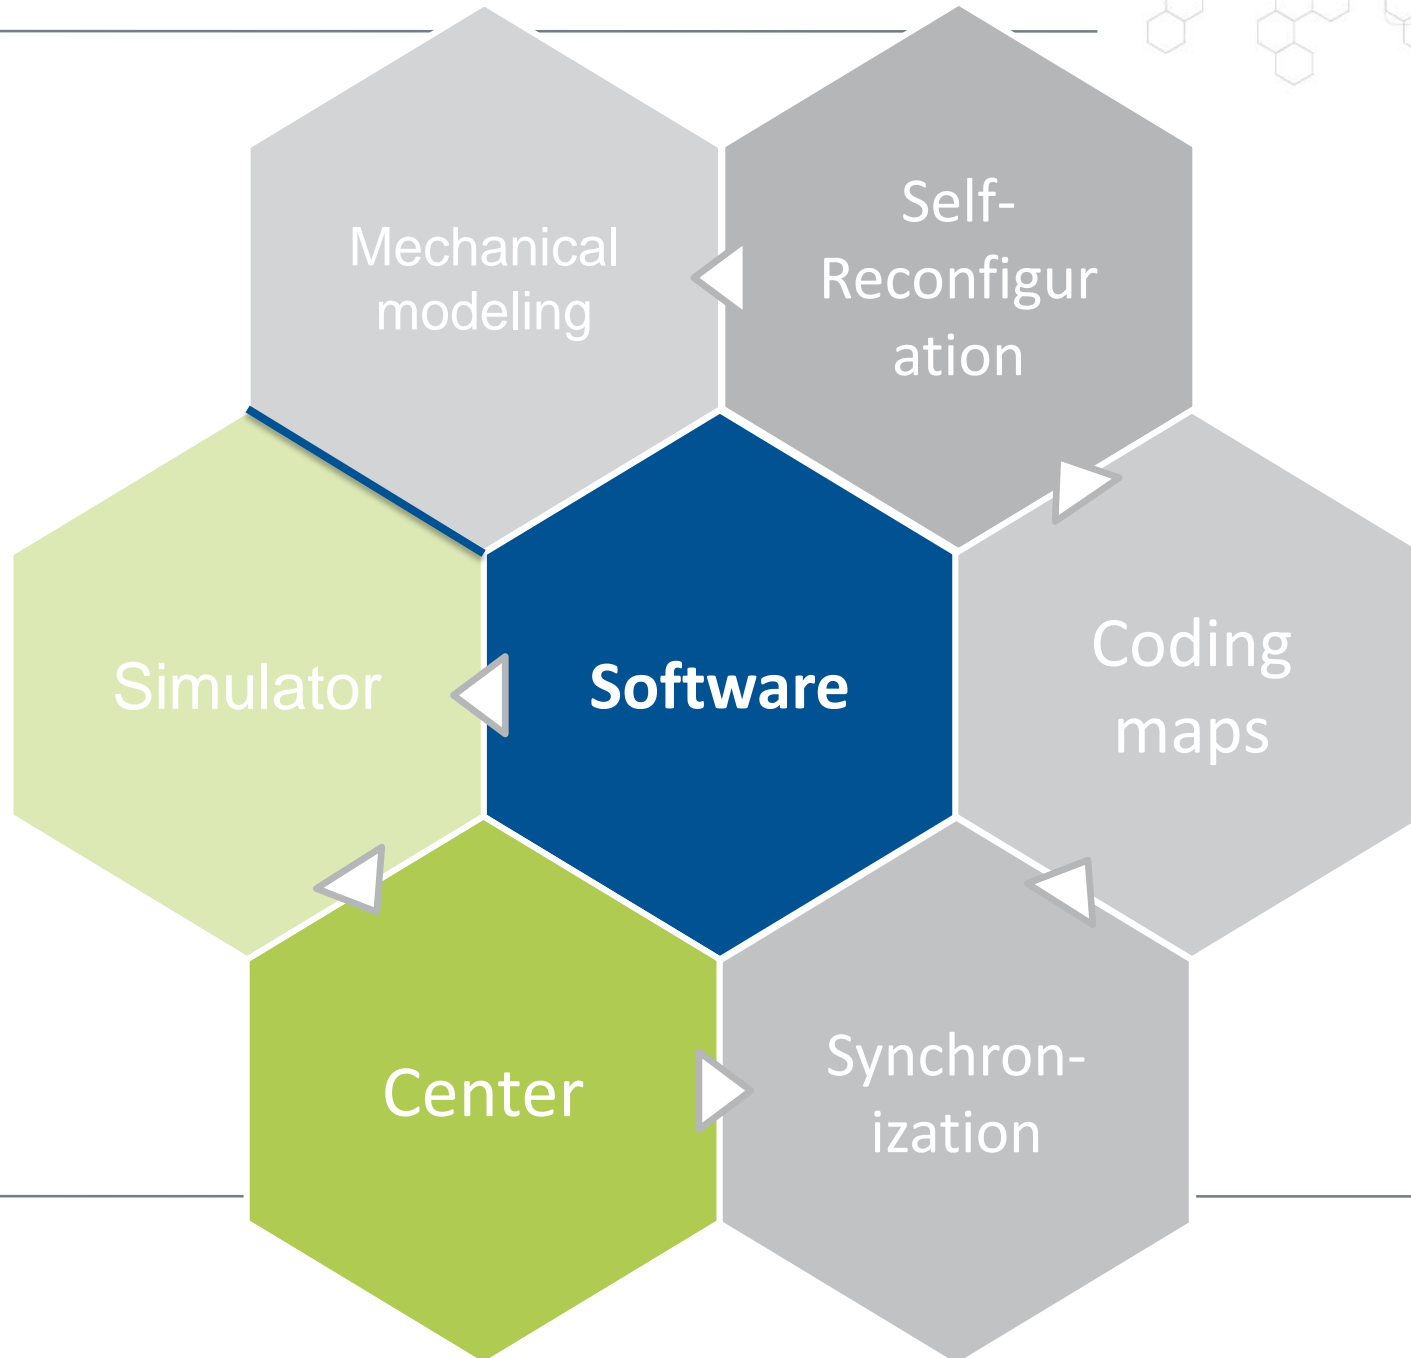 Mechanical
modeling
Self-
Reconfigur
ation
Simulator
Software
Coding
maps
Center
Synchron-
ization